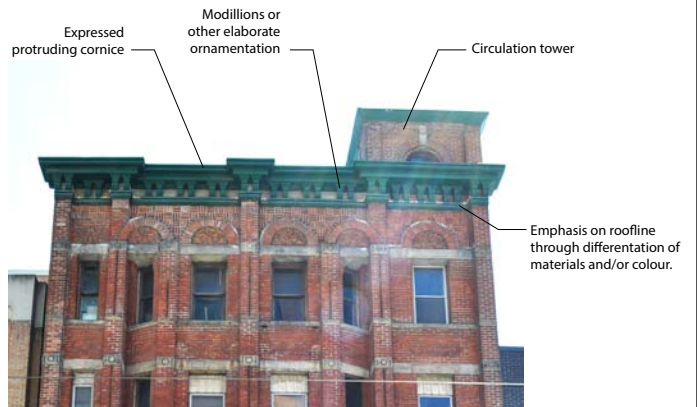 Expressed
protruding cornice
Modillions or
other elaborate
ornamentation
Circulation tower
Emphasis on roofline
through differentation of
materials and/or colour.